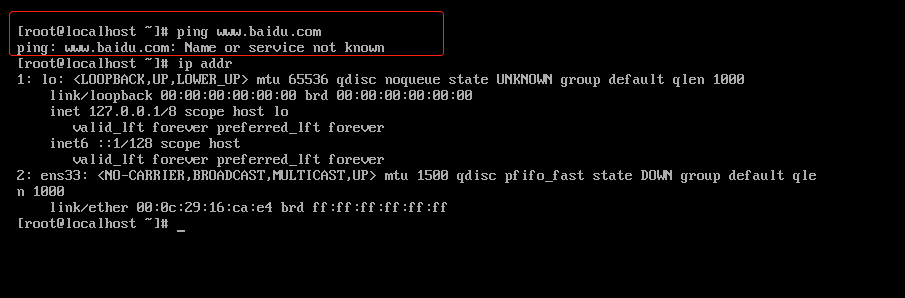 [root@localhost ~]# ping www.baidu.com
ping: www.baidu.com: Name or service not known
[root@localhost ~]# ip addr
1: lo: <LOOPBACK,UP,LOWER_UP> mtu 65536 qdisc noqueue state UNKNOWN group default qlen 1000
    link/loopback 00:00:00:00:00:00 brd 00:00:00:00:00:00
    inet 127.0.0.1/8 scope host lo
       valid_lft forever preferred_lft forever
    inet6 ::1/128 scope host
       valid_lft forever preferred_lft forever
2: ens33: <NO-CARRIER,BROADCAST,MULTICAST,UP> mtu 1500 qdisc pfifo_fast state DOWN group default qle
n 1000
    link/ether 00:0c:29:16:ca:e4 brd ff:ff:ff:ff:ff:ff
[root@localhost ~]# _